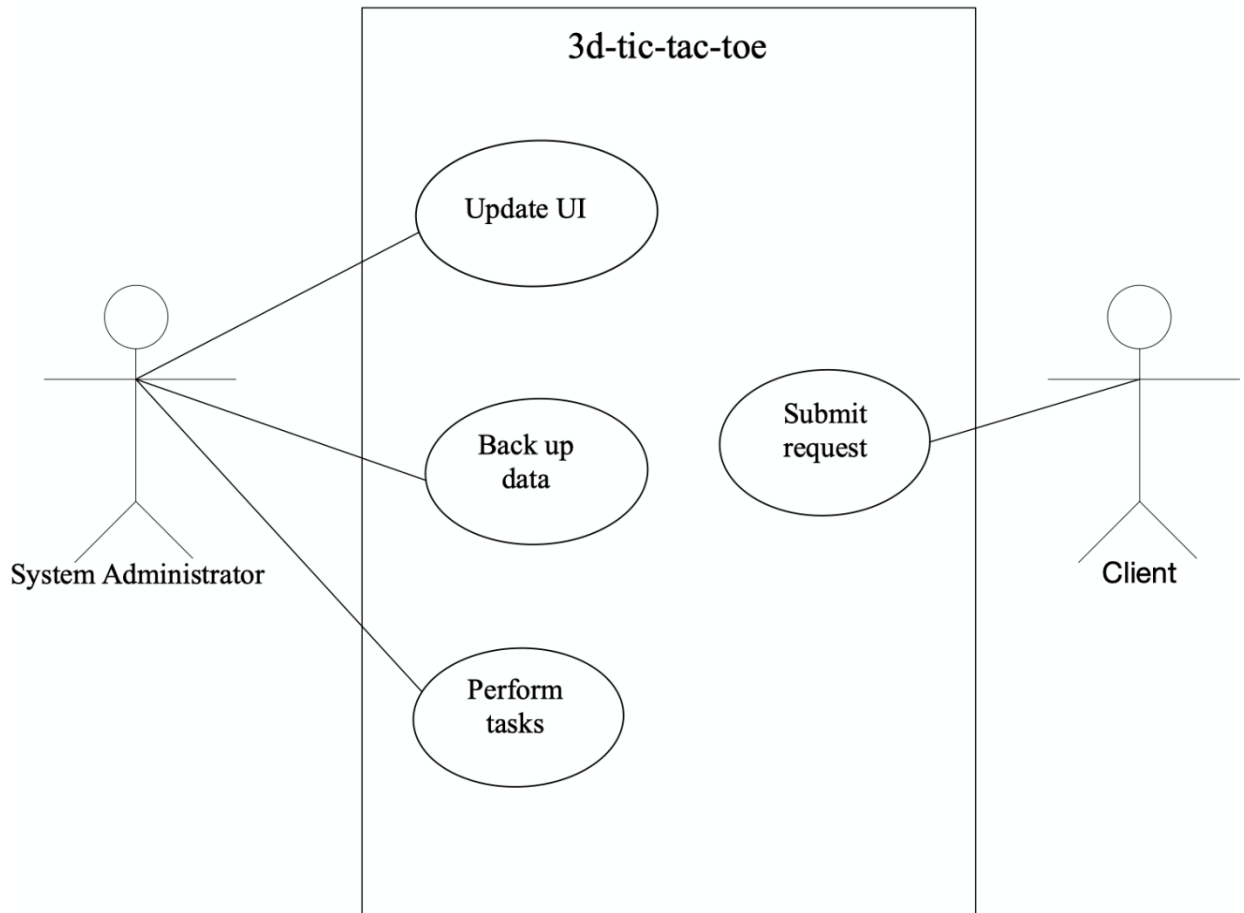 3d-tic-tac-toe
Update UI
Back up
data
Submit
request
System Administrator
Client
Perform
tasks